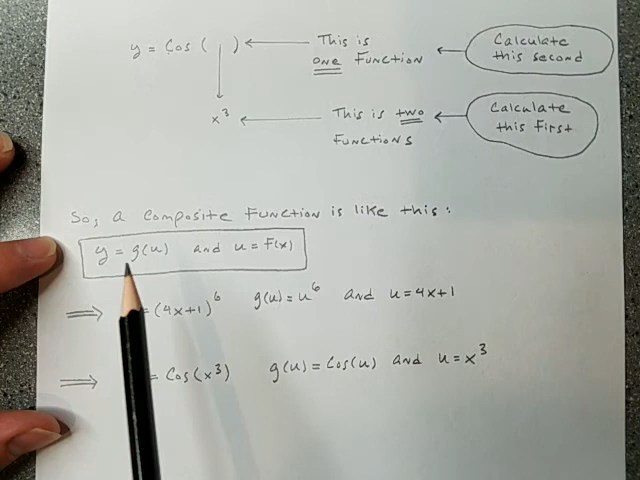 y = Cos (    ) ← This is
one Function
← Calculate
this second
x³ ← This is two
Functions
← Calculate
this First
So, a composite Function is like this:
y = g(u) and u = F(x)
⟹ = (4x+1)⁶ g(u) = u⁶ and u = 4x+1
⟹ = Cos(x³) g(u) = Cos(u) and u = x³